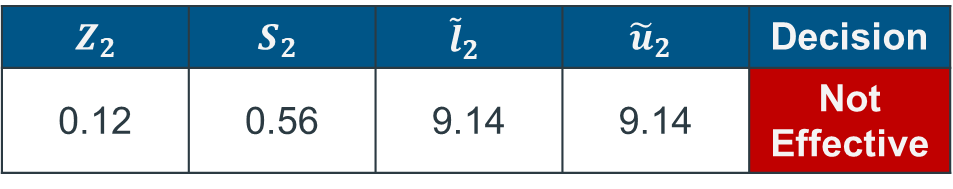 Z₂ S₂ l̃₂ ũ₂ Decision
0.12 0.56 9.14 9.14 Not
Effective